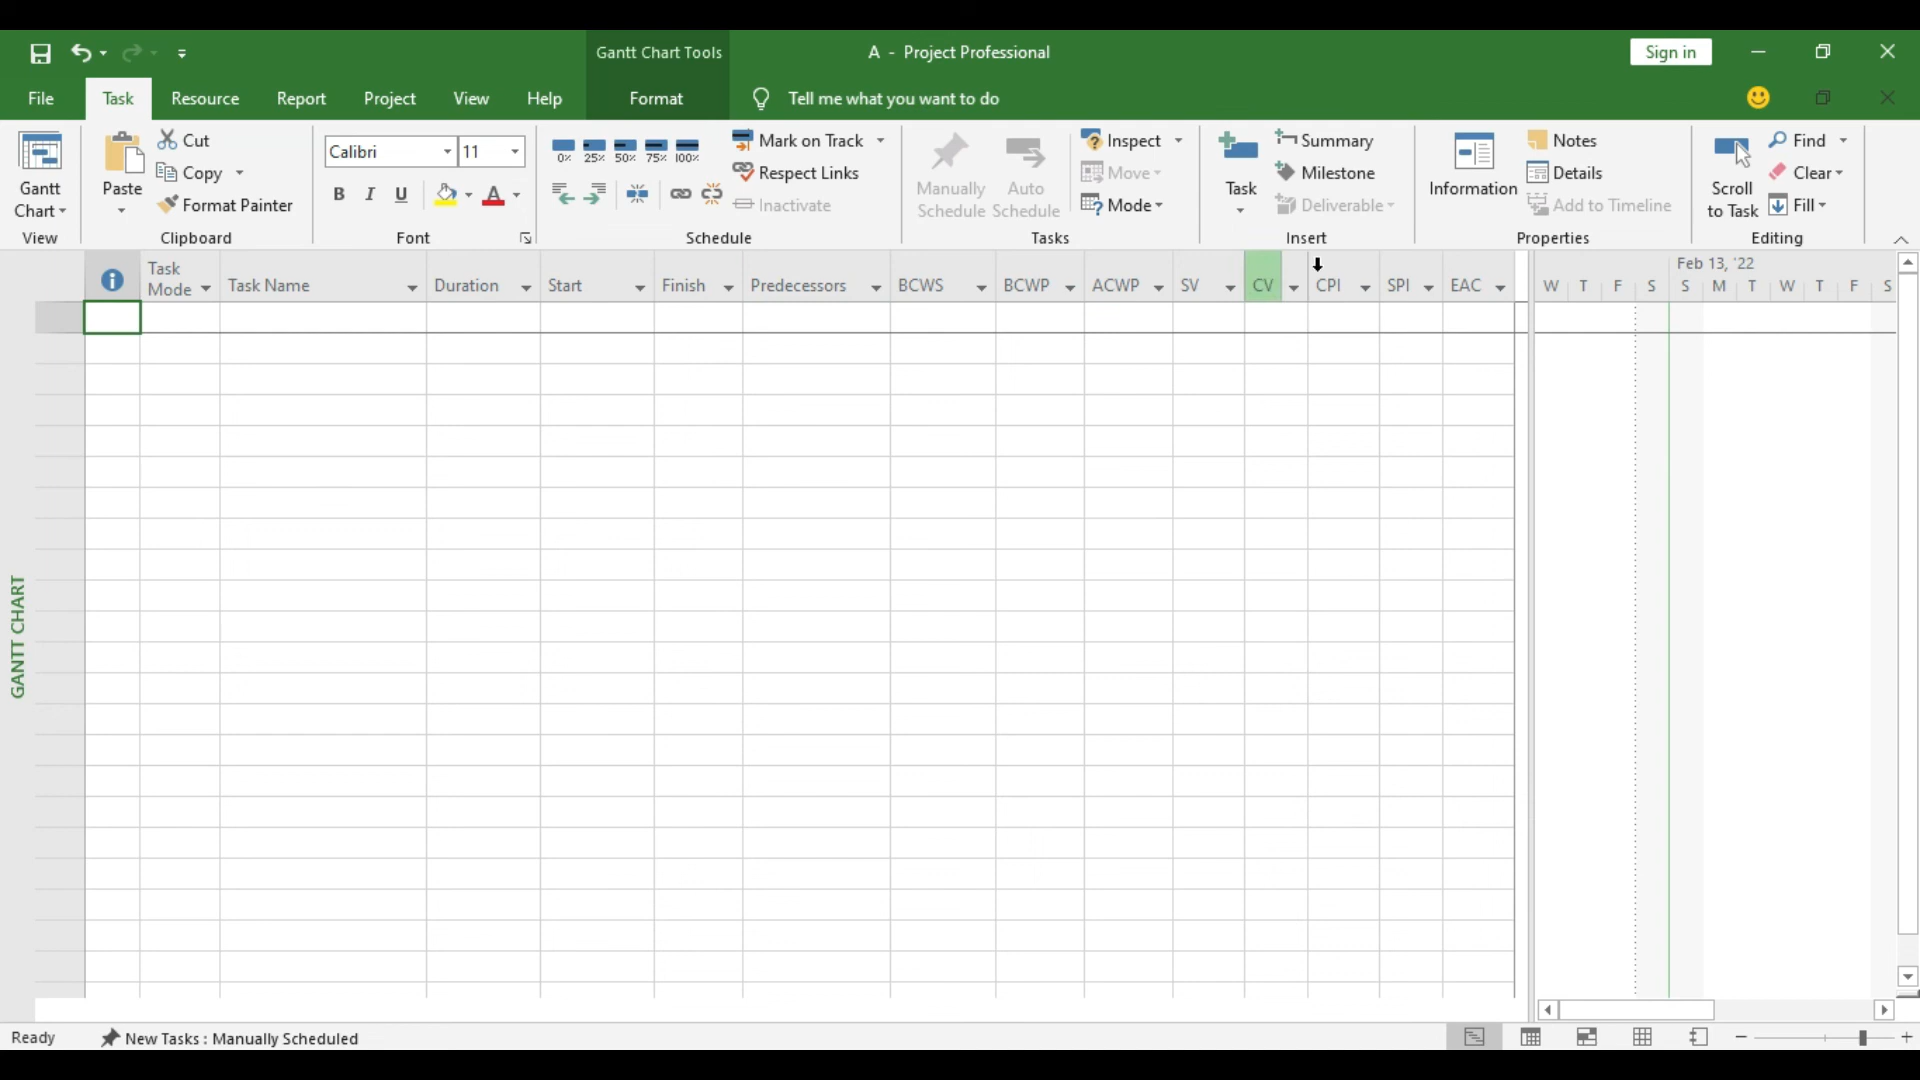 Gantt Chart Tools
A - Project Professional
Sign in
File Task Resource Report Project View Help Format Tell me what you want to do
Gantt
Chart
View
Paste
Cut
Copy
Format Painter
Clipboard
Calibri 11
B I U A
Font
0% 25% 50% 75% 100%
Mark on Track
Respect Links
Inactivate
Schedule
Manually
Schedule
Auto
Schedule
Inspect
Move
Mode
Tasks
Task
Summary
Milestone
Deliverable
Insert
Information
Notes
Details
Add to Timeline
Properties
Scroll
to Task
Find
Clear
Fill
Editing
Task
Mode
Task Name Duration Start Finish Predecessors BCWS BCWP ACWP SV CV CPI SPI EAC
Feb 13, '22
W T F S S M T W T F S
GANTT CHART
Ready New Tasks : Manually Scheduled